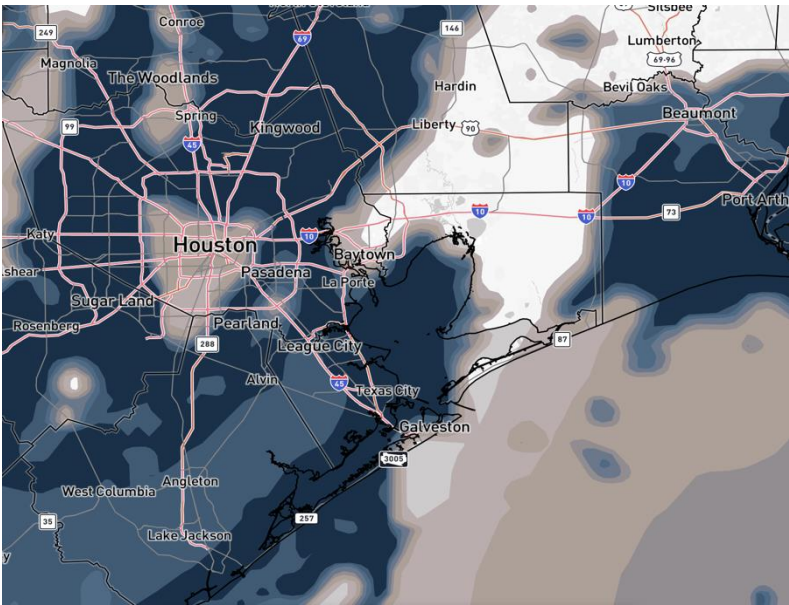 Silsbee
Conroe
249
69
146
Lumberton
69-96
Magnolia
The Woodlands
Hardin
Bevil Oaks
Spring
99
Kingwood
Liberty
90
Beaumont
45
10
Port Arth
Katy
Houston
10
10
10
73
lshear
Baytown
Pasadena
La Porte
Sugar Land
Rosenberg
Pearland
288
League City
87
Alvin
45
Texas City
Galveston
3005
Angleton
West Columbia
257
35
Lake Jackson
y